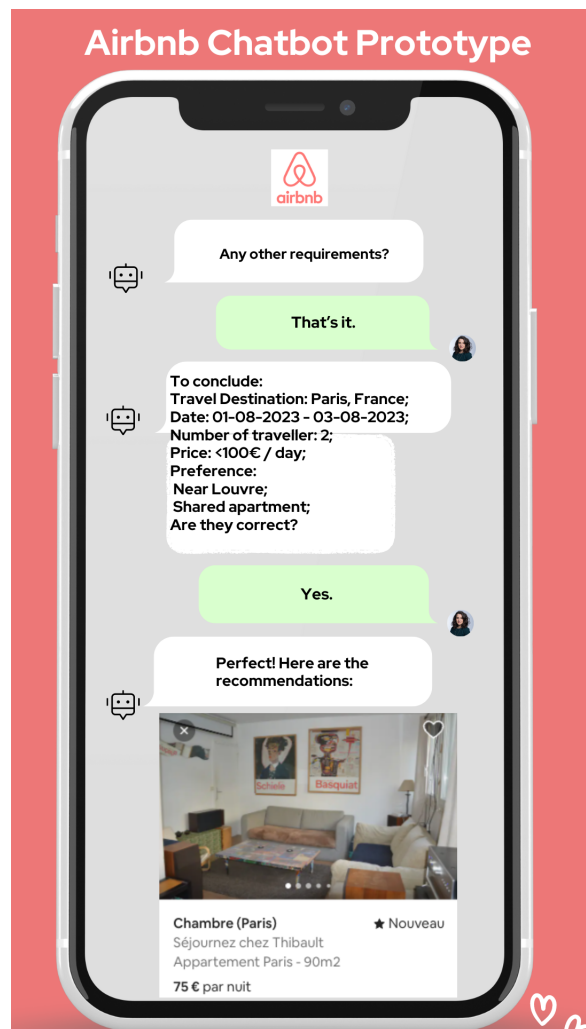 Airbnb Chatbot Prototype
airbnb
Any other requirements?
That's it.
To conclude:
Travel Destination: Paris, France;
Date: 01-08-2023 - 03-08-2023;
Number of traveller: 2;
Price: <100€ / day;
Preference:
Near Louvre;
Shared apartment;
Are they correct?
Yes.
Perfect! Here are the
recommendations:
Schiele
Basquiat
Chambre (Paris)
★ Nouveau
Séjournez chez Thibault
Appartement Paris - 90m2
75 € par nuit